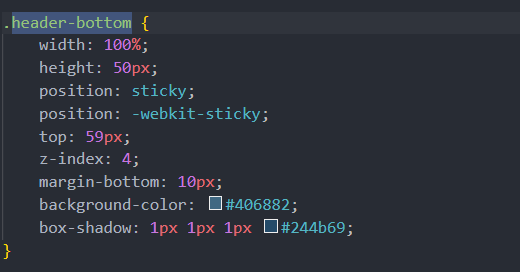 .header-bottom {
width: 100%;
height: 50px;
position: sticky;
position: -webkit-sticky;
top: 59px;
z-index: 4;
margin-bottom: 10px;
background-color: #406882;
box-shadow: 1px 1px 1px #244b69;
}